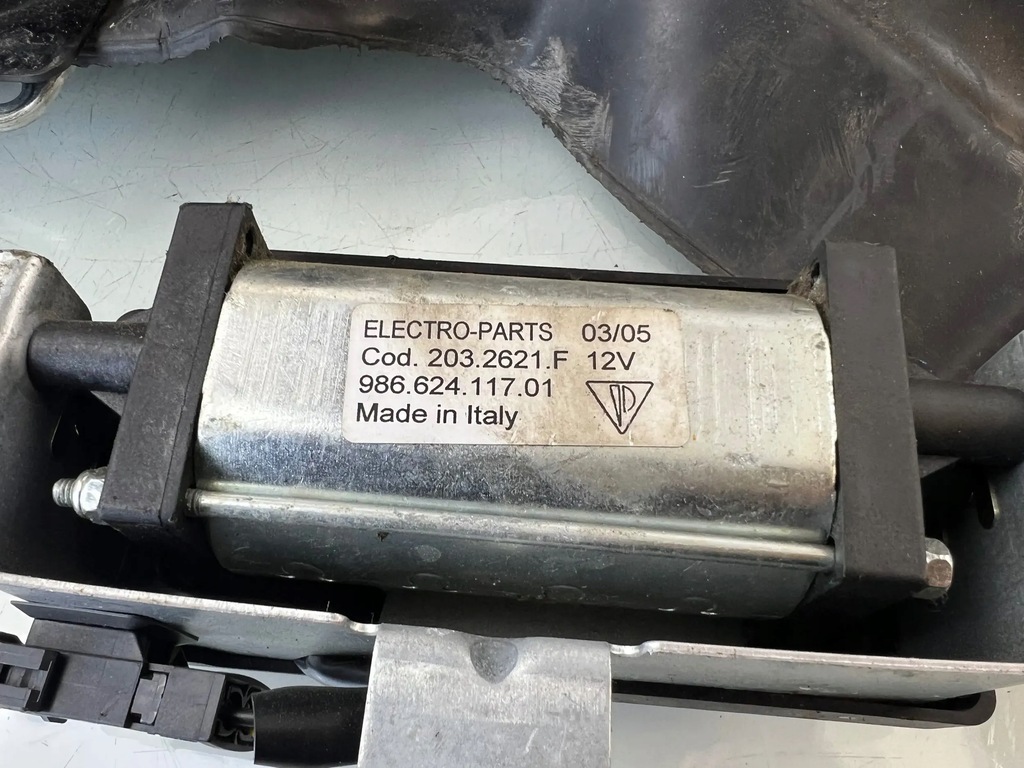 ELECTRO-PARTS 03/05
Cod. 203.2621.F 12V
986.624.117.01
Made in Italy